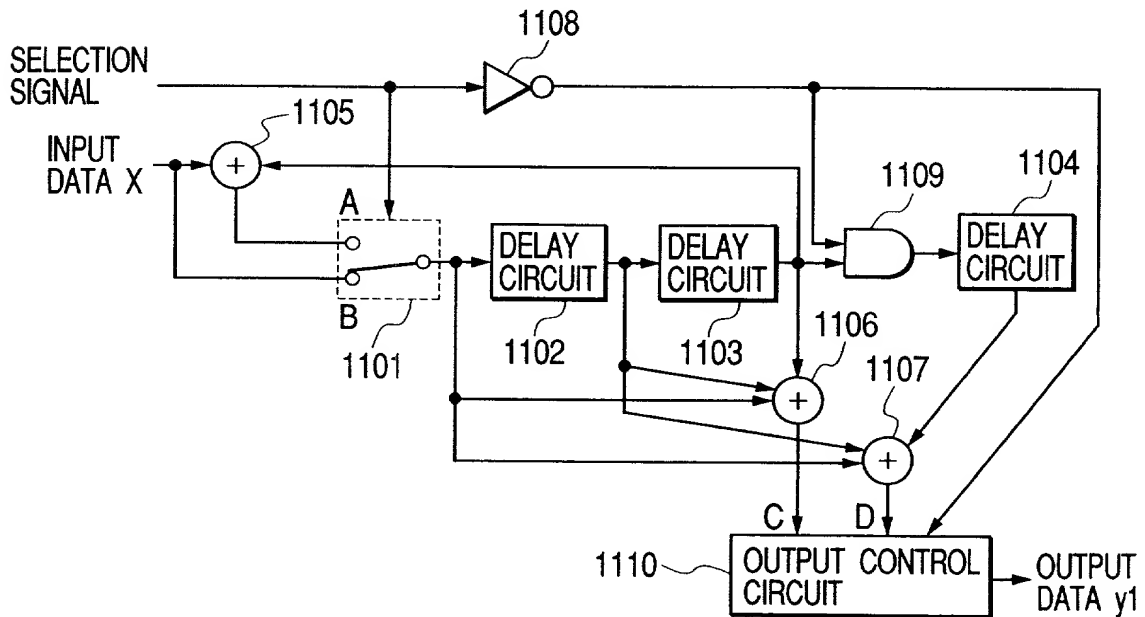 1108
SELECTION
SIGNAL
1105
INPUT
DATA X
+
1109
1104
A
B
DELAY
CIRCUIT
DELAY
CIRCUIT
DELAY
CIRCUIT
1101
1102
1103
1106
+
1107
+
C
D
1110
OUTPUT CONTROL
CIRCUIT
OUTPUT
DATA y1